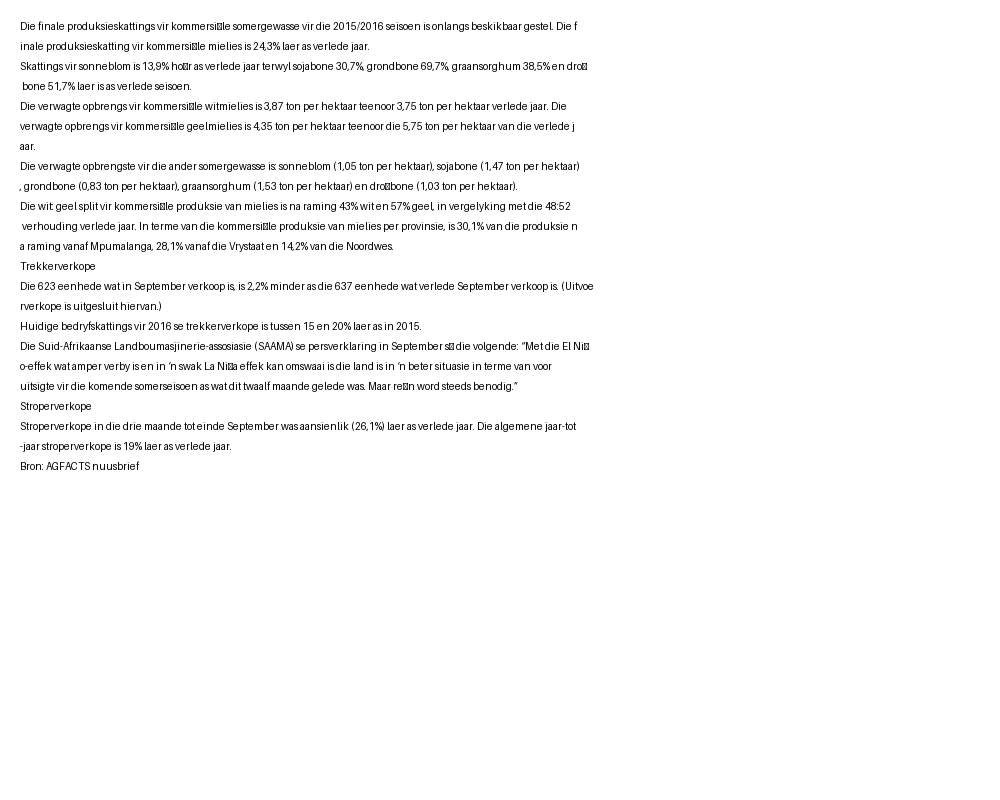 Die finale produksieskattings vir kommersi□le somergewasse vir die 2015/2016 seisoen is onlangs beskikbaar gestel. Die f
inale produksieskatting vir kommersi□le mielies is 24,3% laer as verlede jaar.
Skattings vir sonneblom is 13,9% ho□r as verlede jaar terwyl sojabone 30,7%, grondbone 69,7%, graansorghum 38,5% en dro□
bone 51,7% laer is as verlede seisoen.
Die verwagte opbrengs vir kommersi□le witmielies is 3,87 ton per hektaar teenoor 3,75 ton per hektaar verlede jaar. Die
verwagte opbrengs vir kommersi□le geelmielies is 4,35 ton per hektaar teenoor die 5,75 ton per hektaar van die verlede j
aar.
Die verwagte opbrengste vir die ander somergewasse is: sonneblom (1,05 ton per hektaar), sojabone (1,47 ton per hektaar)
, grondbone (0,83 ton per hektaar), graansorghum (1,53 ton per hektaar) en dro□bone (1,03 ton per hektaar).
Die wit: geel split vir kommersi□le produksie van mielies is na raming 43% wit en 57% geel, in vergelyking met die 48:52
verhouding verlede jaar. In terme van die kommersi□le produksie van mielies per provinsie, is 30,1% van die produksie n
a raming vanaf Mpumalanga, 28,1% vanaf die Vrystaat en 14,2% van die Noordwes.
Trekkerverkope
Die 623 eenhede wat in September verkoop is, is 2,2% minder as die 637 eenhede wat verlede September verkoop is. (Uitvoe
rverkope is uitgesluit hiervan.)
Huidige bedryfskattings vir 2016 se trekkerverkope is tussen 15 en 20% laer as in 2015.
Die Suid-Afrikaanse Landboumasjinerie-assosiasie (SAAMA) se persverklaring in September s□ die volgende: “Met die El Ni□
o-effek wat amper verby is en in ’n swak La Ni□a effek kan omswaai is die land is in ’n beter situasie in terme van voor
uitsigte vir die komende somerseisoen as wat dit twaalf maande gelede was. Maar re□n word steeds benodig.”
Stroperverkope
Stroperverkope in die drie maande tot einde September was aansienlik (26,1%) laer as verlede jaar. Die algemene jaar-tot
-jaar stroperverkope is 19% laer as verlede jaar.
Bron: AGFACTS nuusbrief